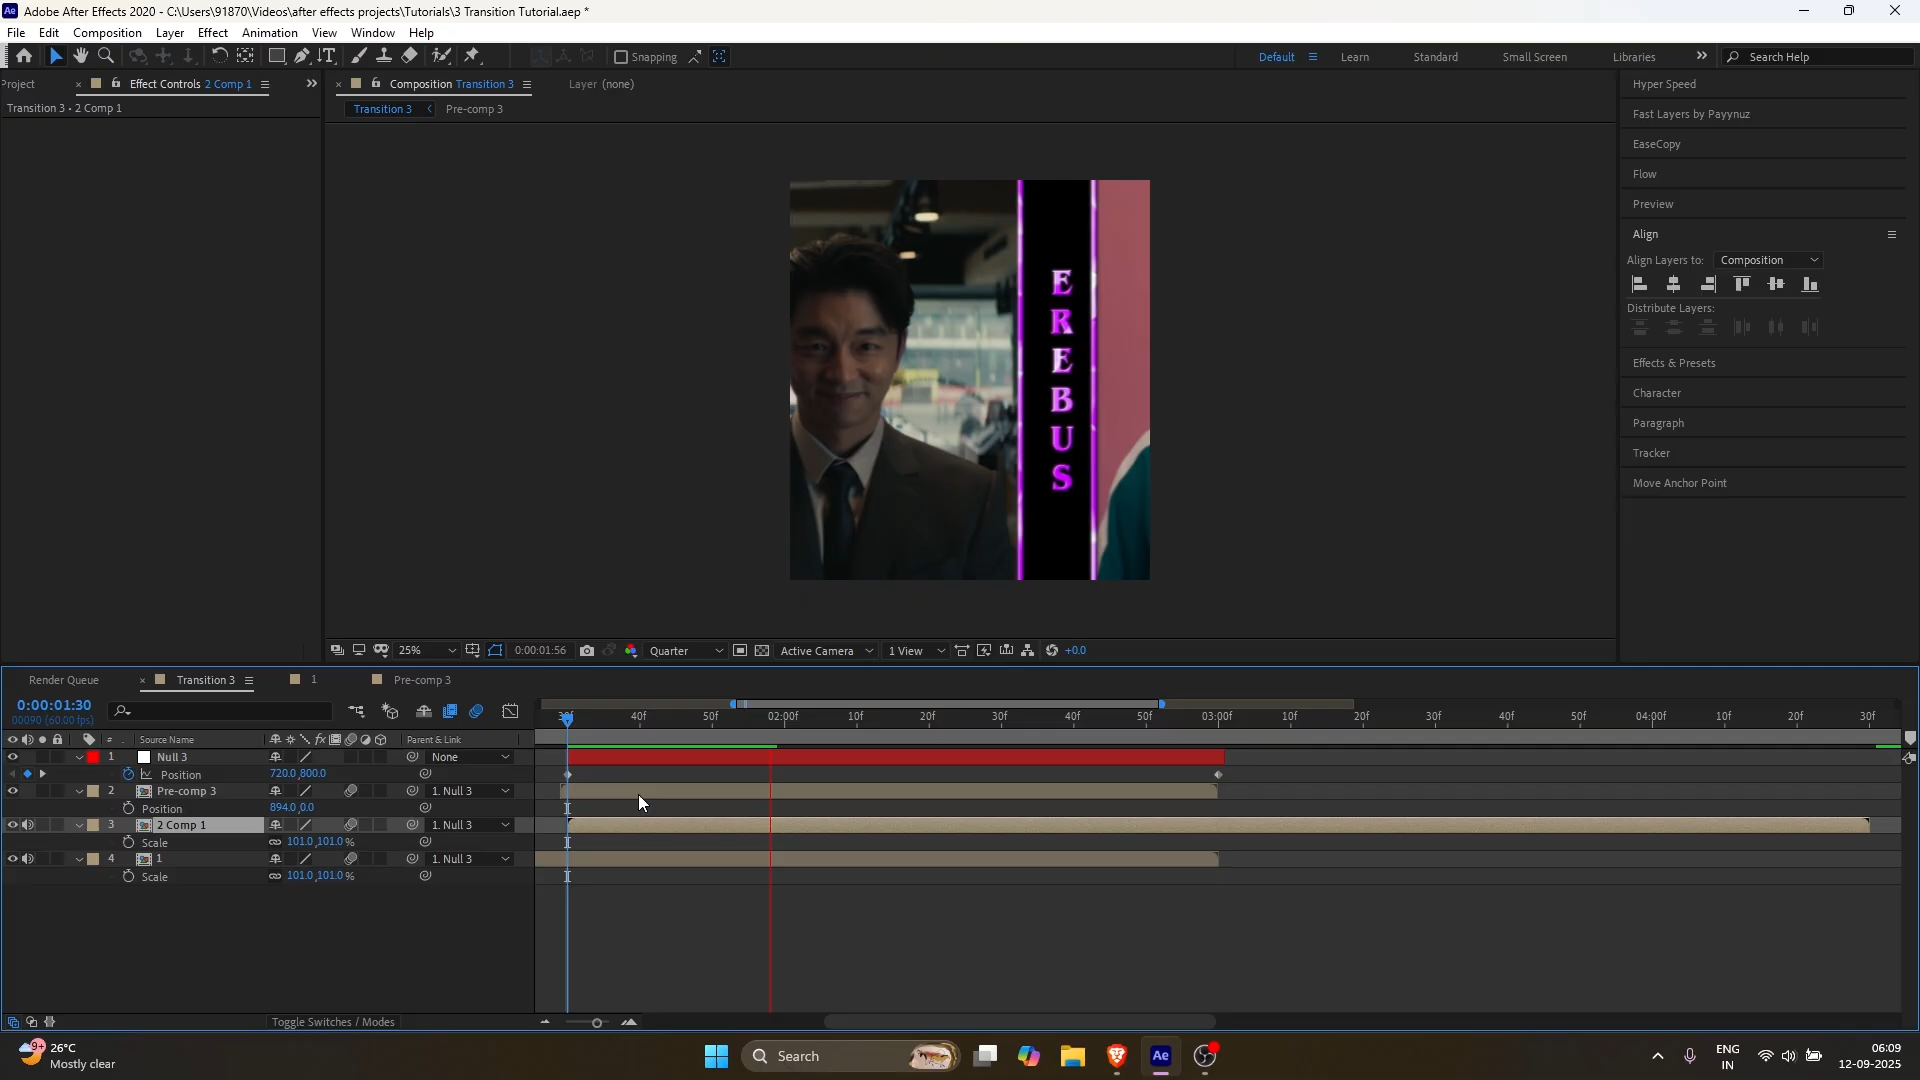 Adobe After Effects 2020 - C:\Users\91870\Videos\after effects projects\Tutorials\3 Transition Tutorial.aep *
File Edit Composition Layer Effect Animation View Window Help
Snapping
Default Learn Standard Small Screen Libraries Search Help
Project Effect Controls 2 Comp 1
Transition 3 • 2 Comp 1
Composition Transition 3 Layer (none)
Transition 3 Pre-comp 3
E
R
E
B
U
S
25% 0:00:01:56 Quarter Active Camera 1 View +0.0
Hyper Speed
Fast Layers by Payynuz
EaseCopy
Flow
Preview
Align
Align Layers to: Composition
Distribute Layers:
Effects & Presets
Character
Paragraph
Tracker
Move Anchor Point
Render Queue Transition 3 1 Pre-comp 3
0:00:01:30
00090 (60.00 fps)
40f 50f 02:00f 10f 20f 30f 40f 50f 03:00f 10f 20f 30f 40f 50f 04:00f 10f 20f 30f
# Source Name Parent & Link
1 Null 3 None
Position 720.0,800.0
2 Pre-comp 3 1. Null 3
Position 894.0,0.0
3 2 Comp 1 1. Null 3
Scale 101.0,101.0%
4 1 1. Null 3
Scale 101.0,101.0%
Toggle Switches / Modes
9+ 26°C
Mostly clear
Search
Ae
ENG
IN
06:09
12-09-2025